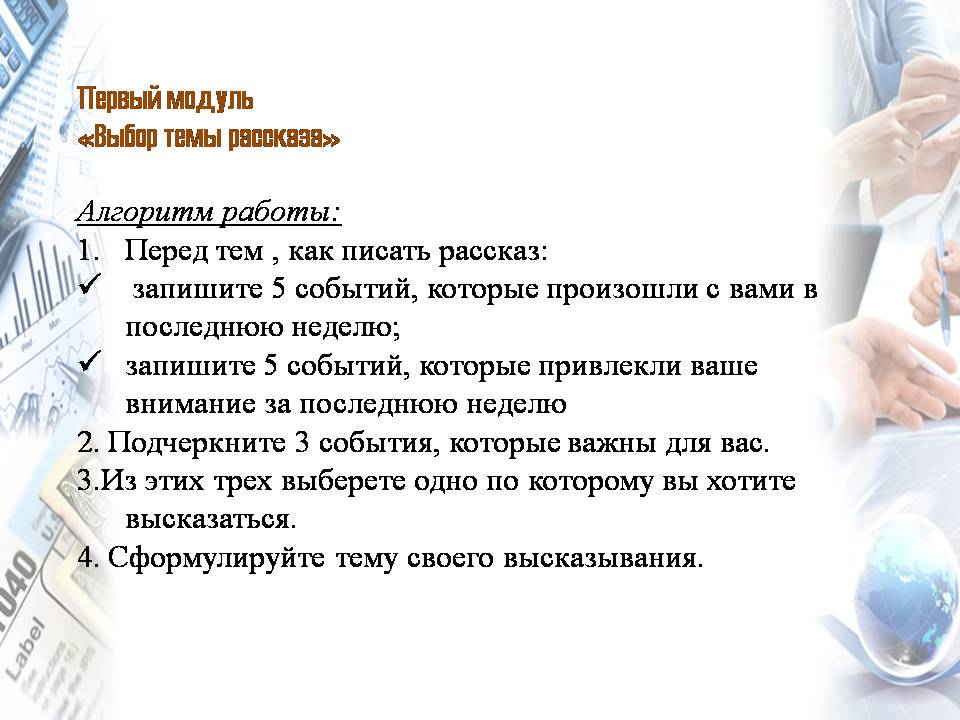 Первый модуль
«Выбор темы рассказа»
Алгоритм работы:
1. Перед тем , как писать рассказ:
✓ запишите 5 событий, которые произошли с вами в
последнюю неделю;
✓ запишите 5 событий, которые привлекли ваше
внимание за последнюю неделю
2. Подчеркните 3 события, которые важны для вас.
3.Из этих трех выберете одно по которому вы хотите
высказаться.
4. Сформулируйте тему своего высказывания.
1040
Label